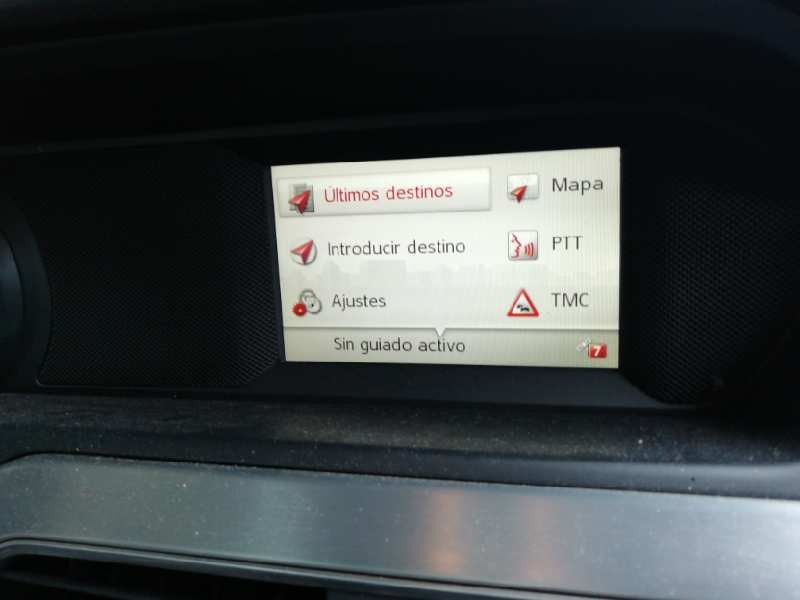 Últimos destinos
Mapa
Introducir destino
PTT
Ajustes
TMC
Sin guiado activo
7